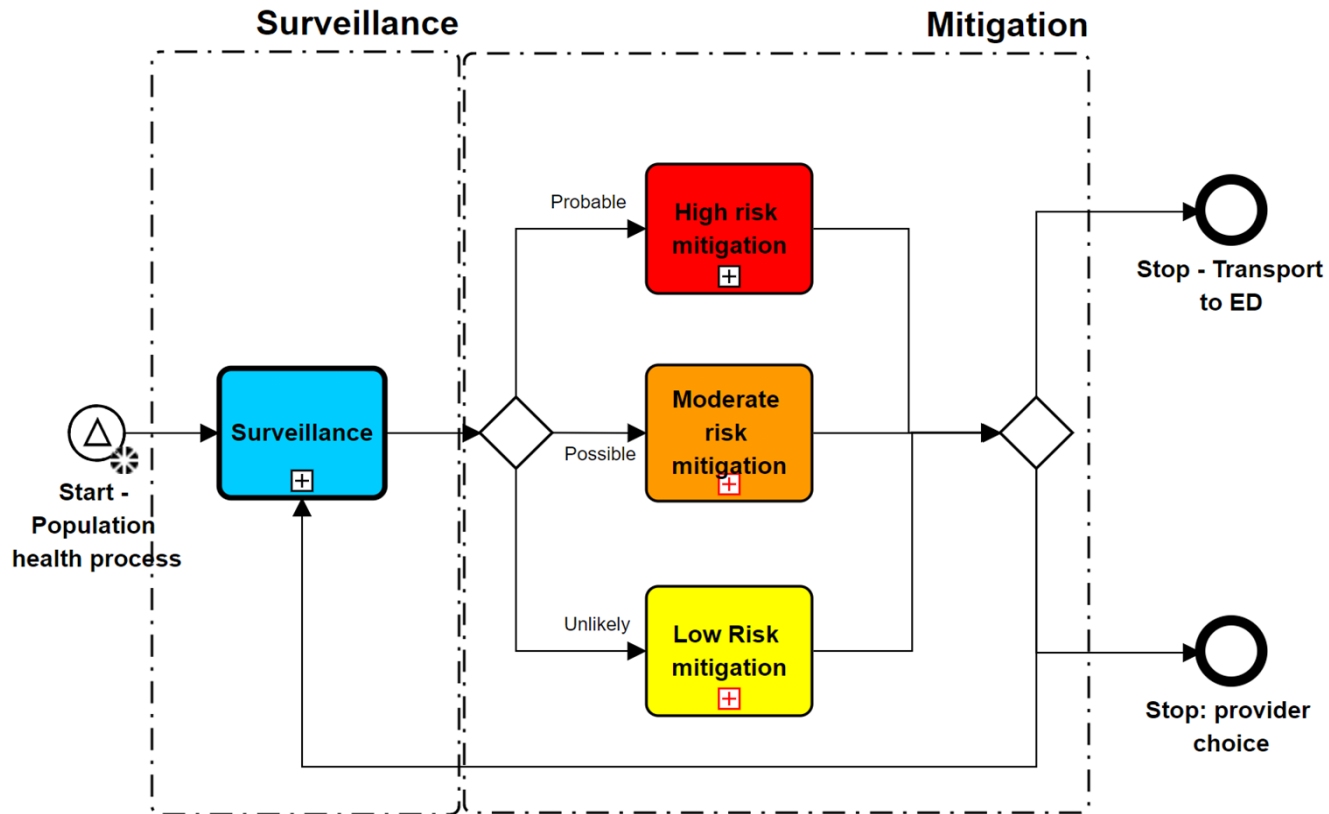 Surveillance
Mitigation
Start -
Population
health process
Surveillance
Probable
Possible
Unlikely
High risk
mitigation
Moderate
risk
mitigation
Low Risk
mitigation
Stop - Transport
to ED
Stop: provider
choice